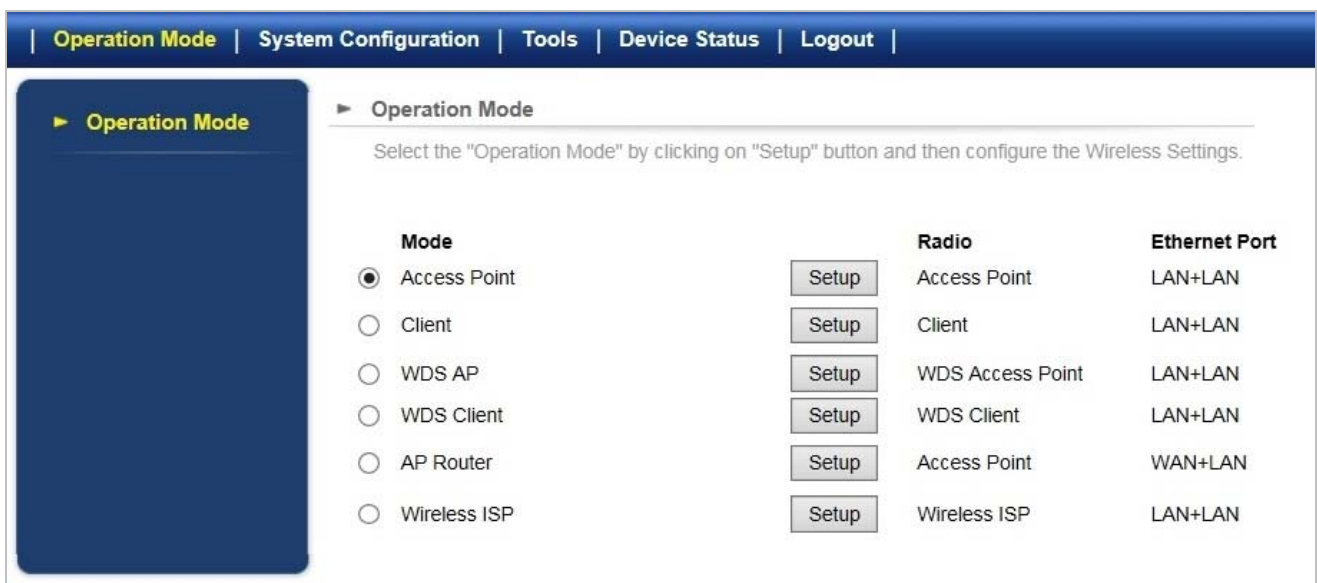 | Operation Mode | System Configuration | Tools | Device Status | Logout |
► Operation Mode
► Operation Mode
Select the "Operation Mode" by clicking on "Setup" button and then configure the Wireless Settings.
Mode Radio Ethernet Port
Access Point Setup Access Point LAN+LAN
Client Setup Client LAN+LAN
WDS AP Setup WDS Access Point LAN+LAN
WDS Client Setup WDS Client LAN+LAN
AP Router Setup Access Point WAN+LAN
Wireless ISP Setup Wireless ISP LAN+LAN